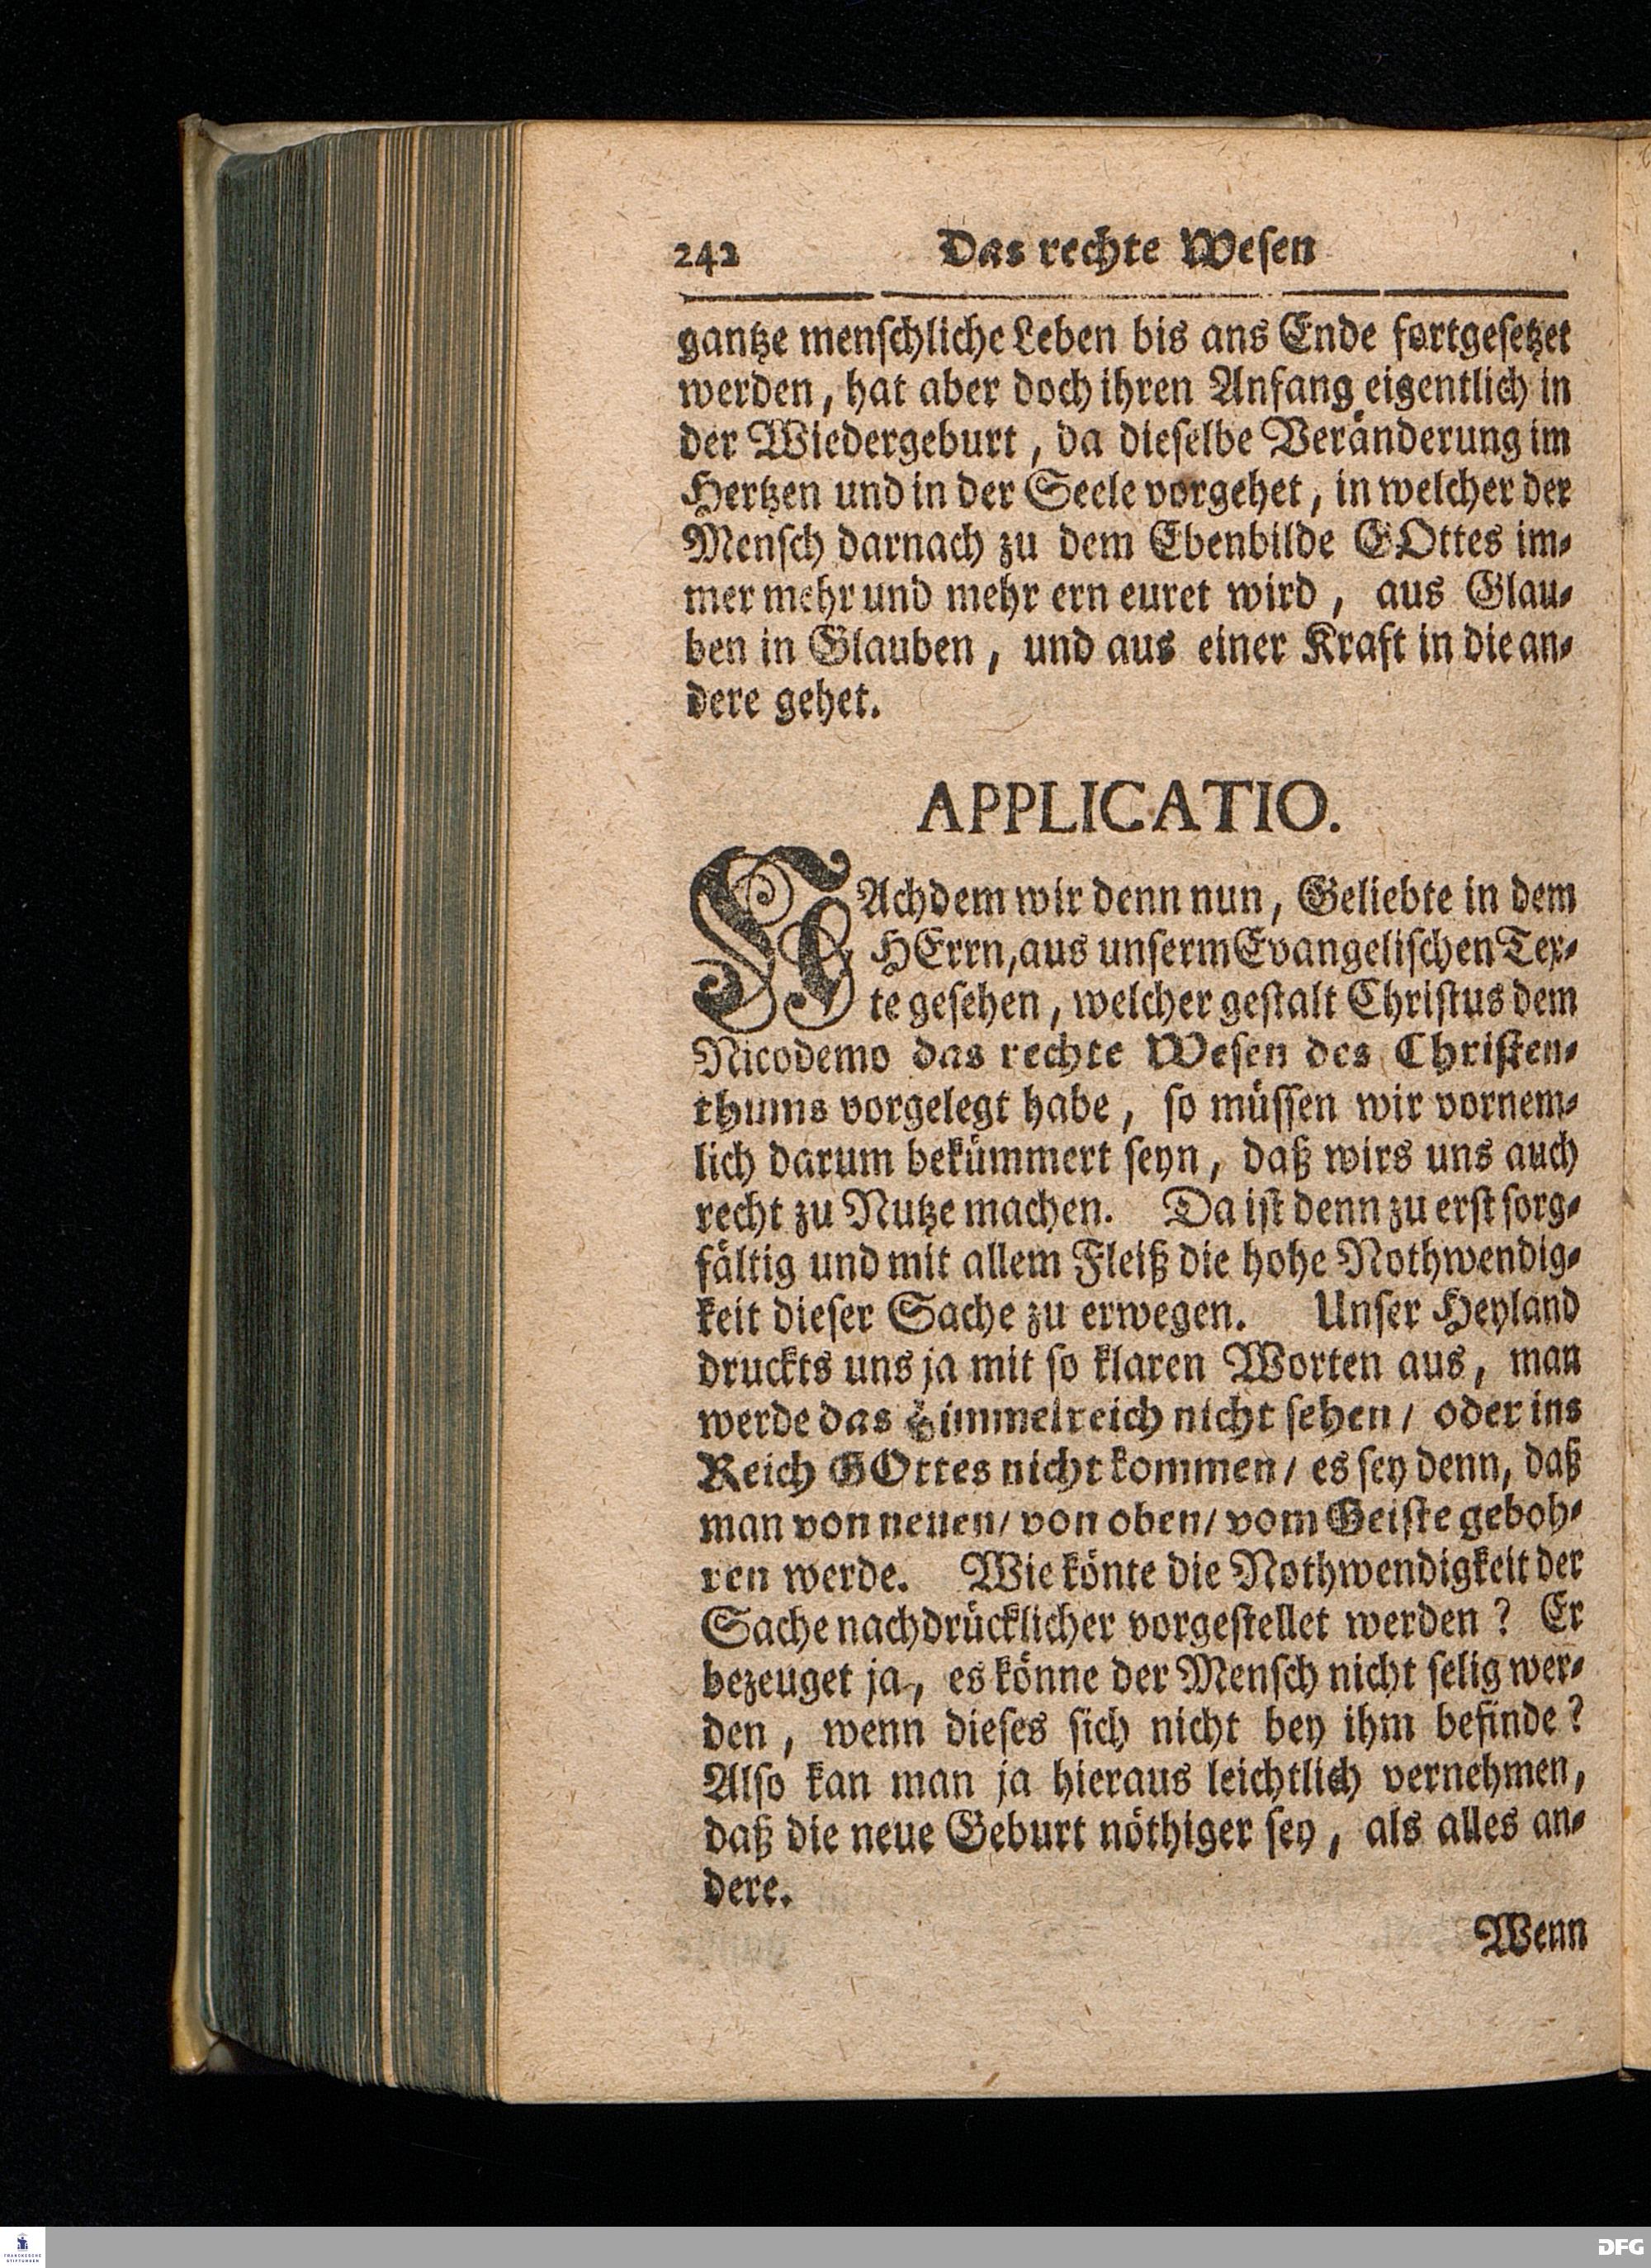 242 Das rechte Wesen
gantze menschliche Leben bis ans Ende fortgesetzet
werden, hat aber doch ihren Anfang eigentlich in
der Wiedergeburt, da dieselbe Veränderung im
Hertzen und in der Seele vorgehet, in welcher der
Mensch darnach zu dem Ebenbilde GOttes im-
mer mehr und mehr ern euret wird, aus Glau-
ben in Glauben, und aus einer Kraft in die an-
dere gehet.
APPLICATIO.
NAchdem wir denn nun, Geliebte in dem
HErrn, aus unserm Evangelischen Tex-
te gesehen, welcher gestalt Christus dem
Nicodemo das rechte Wesen des Christen-
thums vorgelegt habe, so müssen wir vornem-
lich darum bekümmert seyn, daß wirs uns auch
recht zu Nutze machen. Da ist denn zu erst sorg-
fältig und mit allem Fleiß die hohe Nothwendig-
keit dieser Sache zu erwegen. Unser Heyland
druckts uns ja mit so klaren Worten aus, man
werde das Himmelreich nicht sehen / oder ins
Reich GOttes nicht kommen / es sey denn, daß
man von neuen / von oben / vom Geiste geboh-
ren werde. Wie könte die Nothwendigkeit der
Sache nachdrücklicher vorgestellet werden? Er
bezeuget ja, es könne der Mensch nicht selig wer-
den, wenn dieses sich nicht bey ihm befinde?
Also kan man ja hieraus leichtlich vernehmen,
daß die neue Geburt nöthiger sey, als alles an-
dere.
Wenn
FRANCKESCHE
STIFTUNGEN
DFG